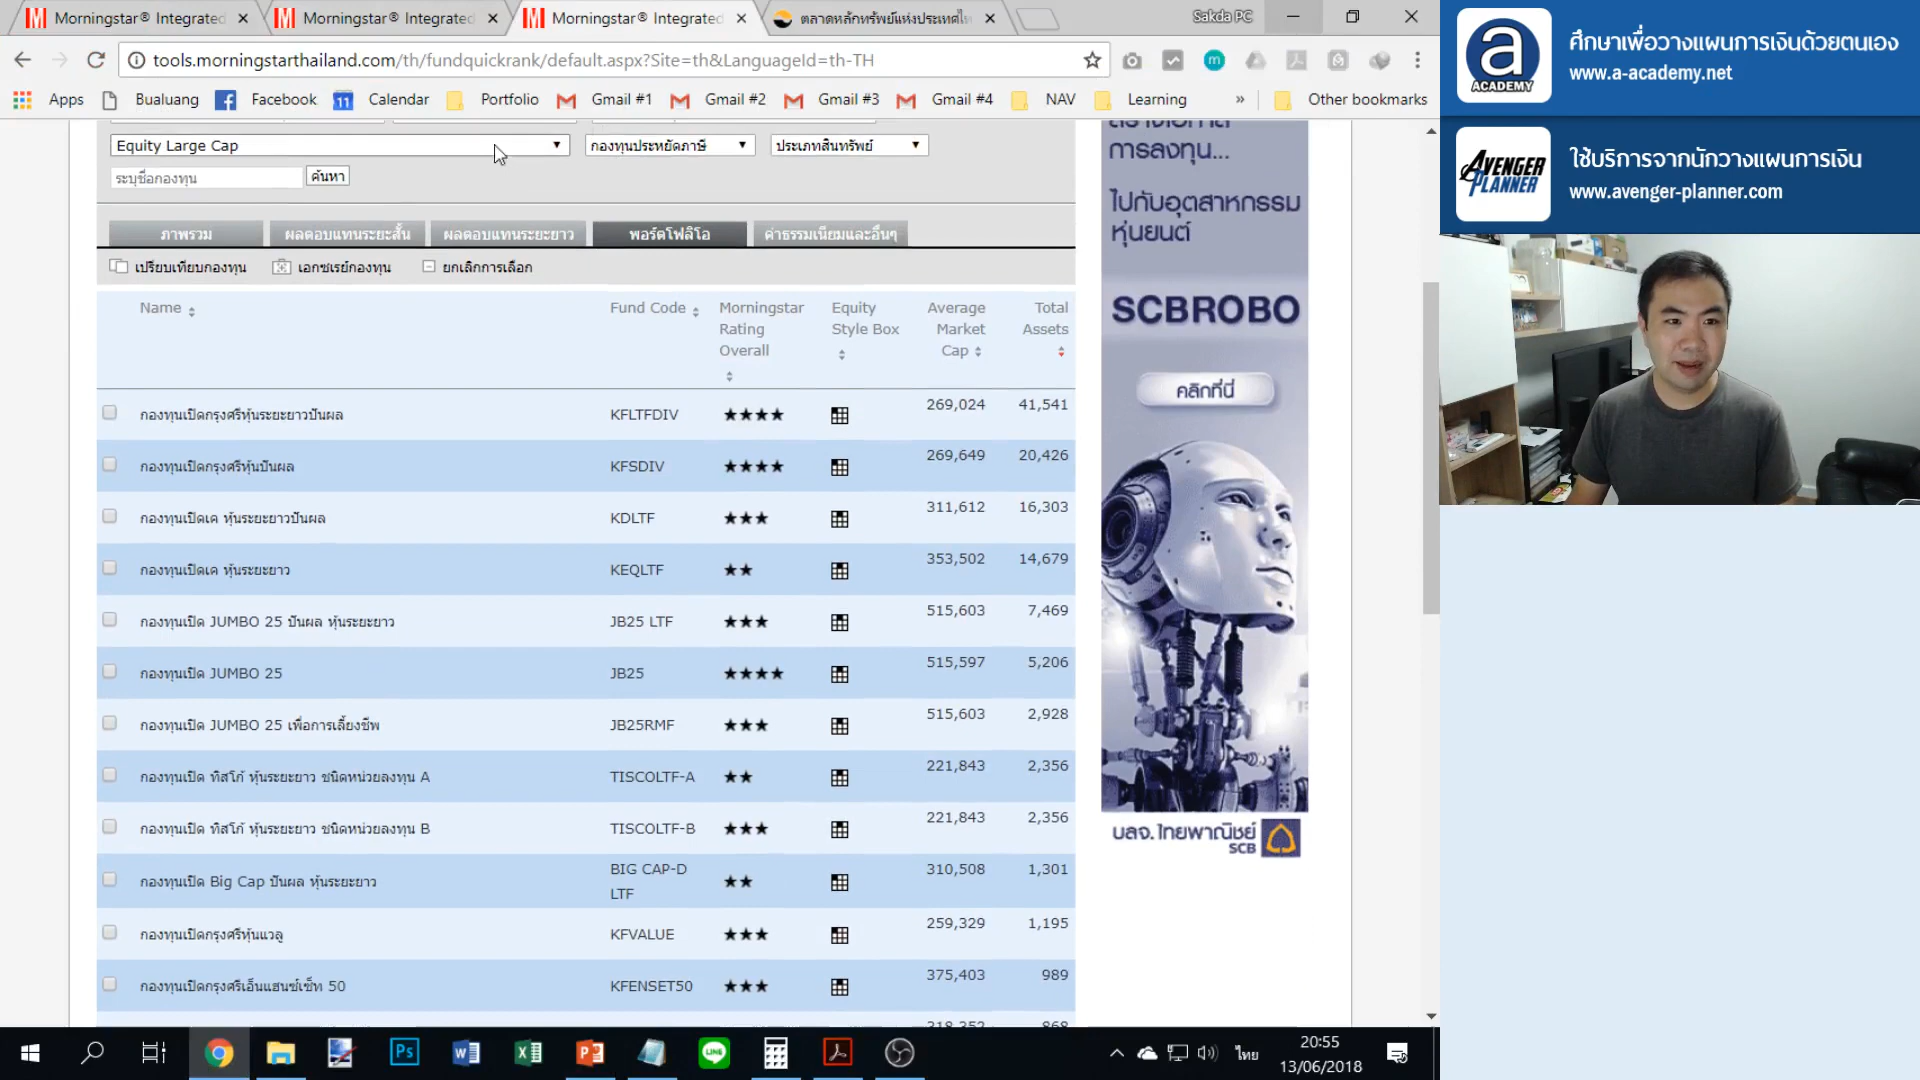 Morningstar® Integrated
Morningstar® Integrated
Morningstar® Integrated
ตลาดหลักทรัพย์แห่งประเทศไท
Sakda PC
tools.morningstarthailand.com/th/fundquickrank/default.aspx?Site=th&LanguageId=th-TH
Apps
Bualuang
Facebook
11
Calendar
Portfolio
Gmail #1
Gmail #2
Gmail #3
Gmail #4
NAV
Learning
»
Other bookmarks
Equity Large Cap
กองทุนประหยัดภาษี
ประเภทสินทรัพย์
ระบุชื่อกองทุน
ค้นหา
ภาพรวม
ผลตอบแทนระยะสั้น
ผลตอบแทนระยะยาว
พอร์ตโฟลิโอ
ค่าธรรมเนียมและอื่นๆ
เปรียบเทียบกองทุน
เอกซเรย์กองทุน
ยกเลิกการเลือก
Name
Fund Code
Morningstar Rating Overall
Equity Style Box
Average Market Cap
Total Assets
กองทุนเปิดกรุงศรีหุ้นระยะยาวปันผล KFLTFDIV ★★★★ 269,024 41,541
กองทุนเปิดกรุงศรีหุ้นปันผล KFSDIV ★★★★ 269,649 20,426
กองทุนเปิดเค หุ้นระยะยาวปันผล KDLTF ★★★ 311,612 16,303
กองทุนเปิดเค หุ้นระยะยาว KEQLTF ★★ 353,502 14,679
กองทุนเปิด JUMBO 25 ปันผล หุ้นระยะยาว JB25 LTF ★★★ 515,603 7,469
กองทุนเปิด JUMBO 25 JB25 ★★★★ 515,597 5,206
กองทุนเปิด JUMBO 25 เพื่อการเลี้ยงชีพ JB25RMF ★★★ 515,603 2,928
กองทุนเปิด ทิสโก้ หุ้นระยะยาว ชนิดหน่วยลงทุน A TISCOLTF-A ★★ 221,843 2,356
กองทุนเปิด ทิสโก้ หุ้นระยะยาว ชนิดหน่วยลงทุน B TISCOLTF-B ★★★ 221,843 2,356
กองทุนเปิด Big Cap ปันผล หุ้นระยะยาว BIG CAP-D LTF ★★ 310,508 1,301
กองทุนเปิดกรุงศรีหุ้นแวลู KFVALUE ★★★ 259,329 1,195
กองทุนเปิดกรุงศรีเอ็นแฮนซ์เซ็ท 50 KFENSET50 ★★★ 375,403 989
การลงทุน...
ไปกับอุตสาหกรรม
หุ่นยนต์
SCBROBO
คลิกที่นี่
บลจ.ไทยพาณิชย์
SCB
a
ACADEMY
ศึกษาเพื่อวางแผนการเงินด้วยตนเอง
www.a-academy.net
AVENGER
PLANNER
ใช้บริการจากนักวางแผนการเงิน
www.avenger-planner.com
Ps
LINE
ไทย
20:55
13/06/2018